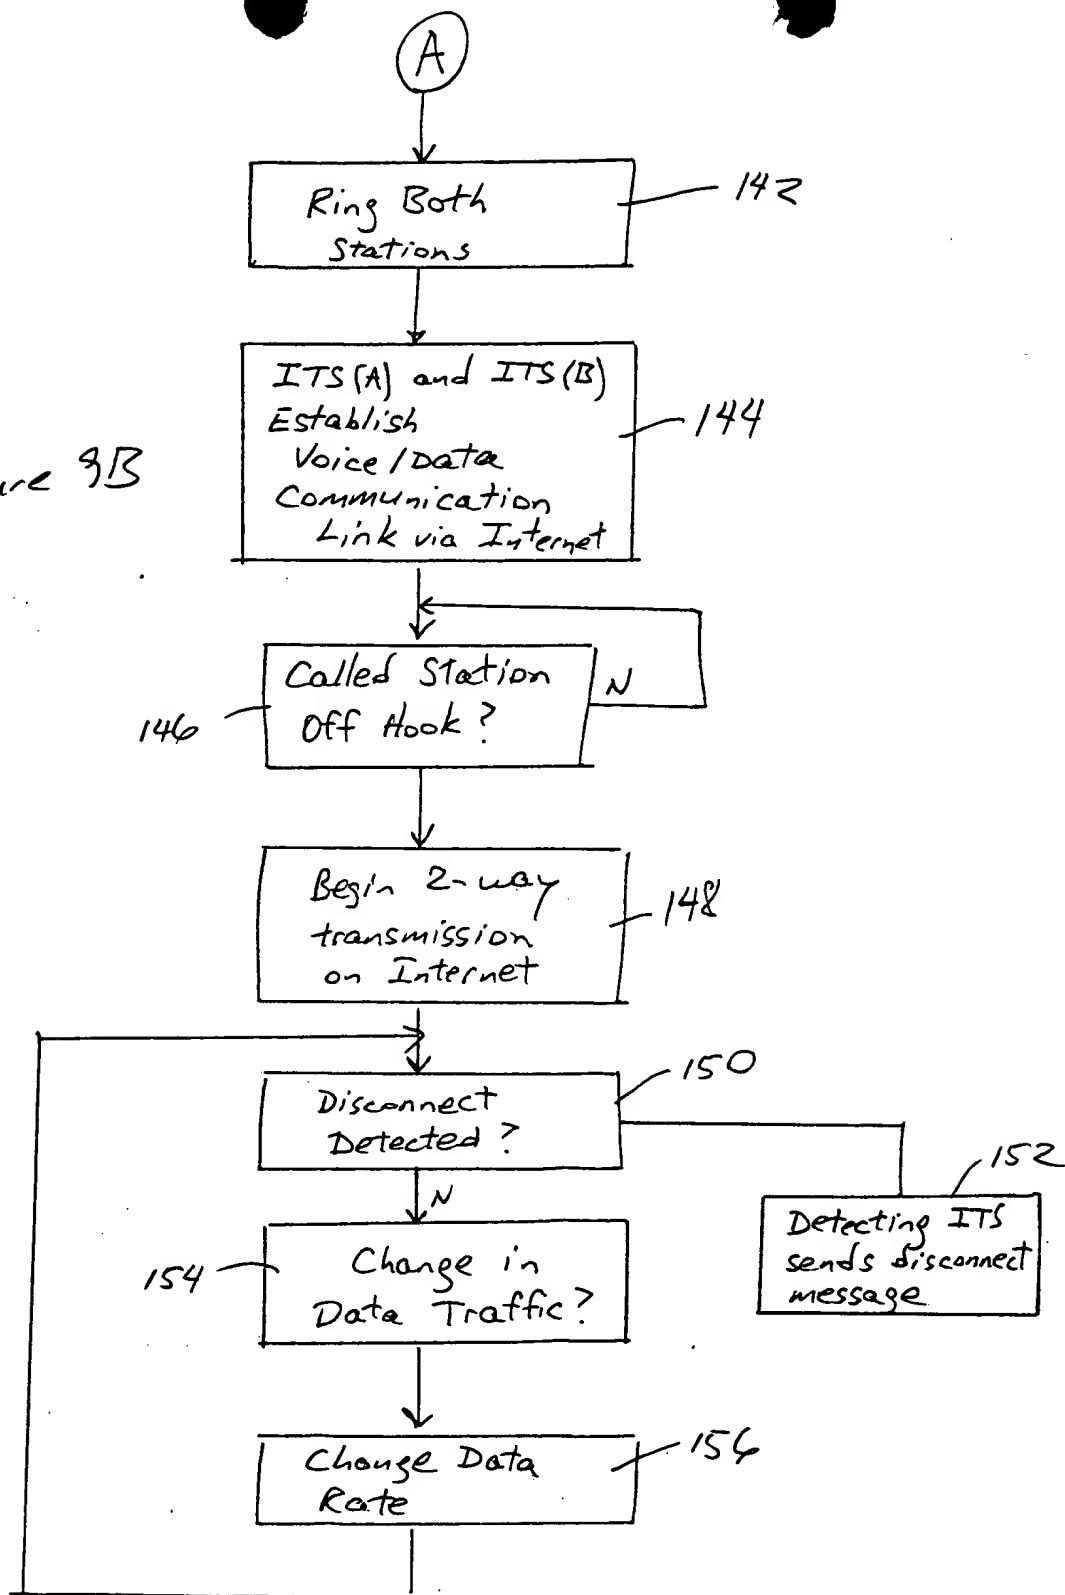 A
Ring Both
Stations
142
ITS(A) and ITS(B)
Establish
Voice/Data
Communication
Link via Internet
144
9B
Called Station
Off Hook?
N
146
Begin 2-way
transmission
on Internet
148
Disconnect
Detected?
150
N
Detecting ITS
sends disconnect
message
152
Change in
Data Traffic?
154
Change Data
Rate
156